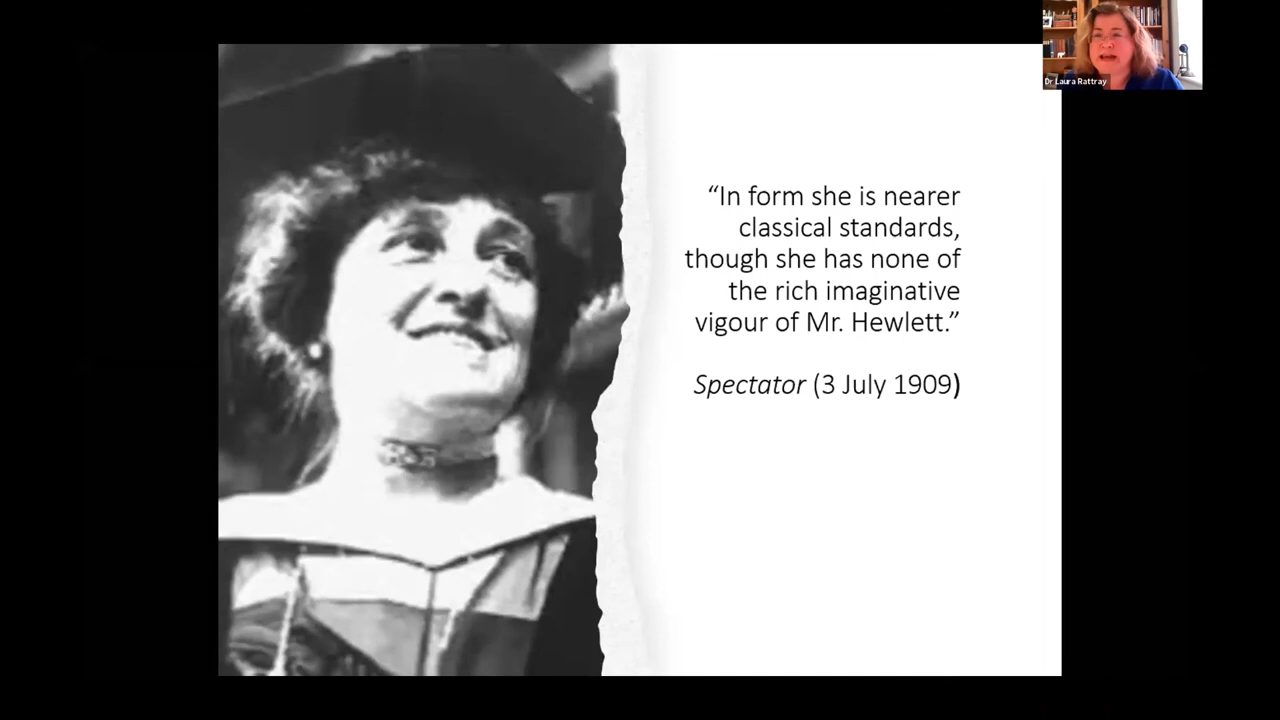 Dr Laura Rattray
“In form she is nearer
classical standards,
though she has none of
the rich imaginative
vigour of Mr. Hewlett.”
Spectator (3 July 1909)